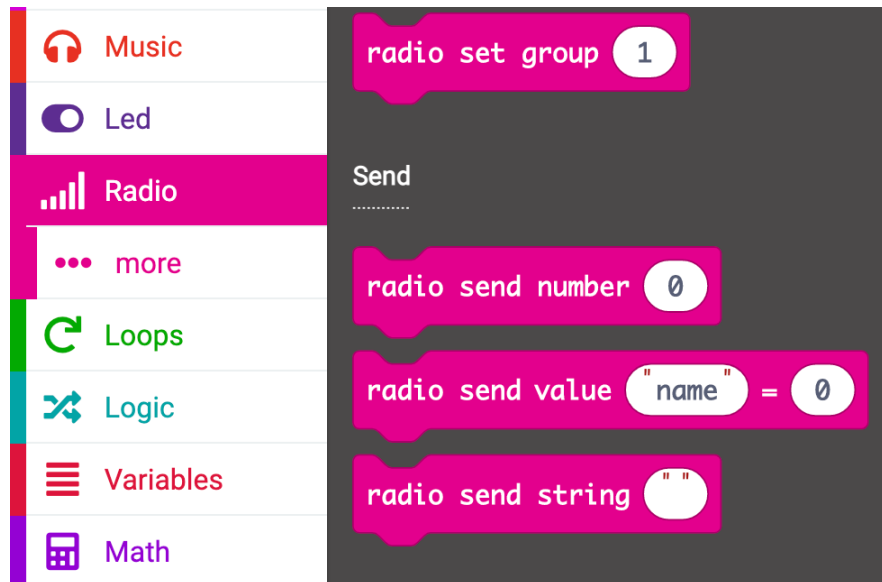 Music
Led
Radio
more
Loops
Logic
Variables
Math
radio set group 1
Send
radio send number 0
radio send value "name" = 0
radio send string " "